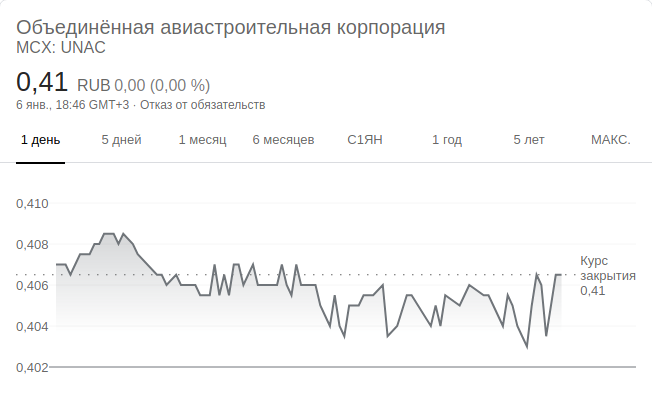 Объединённая авиастроительная корпорация
MCX: UNAC
0,41 RUB 0,00 (0,00 %)
6 янв., 18:46 GMT+3 · Отказ от обязательств
1 день 5 дней 1 месяц 6 месяцев С1ЯН 1 год 5 лет МАКС.
0,410
0,408
Курс
закрытия
0,41
0,406
0,404
0,402